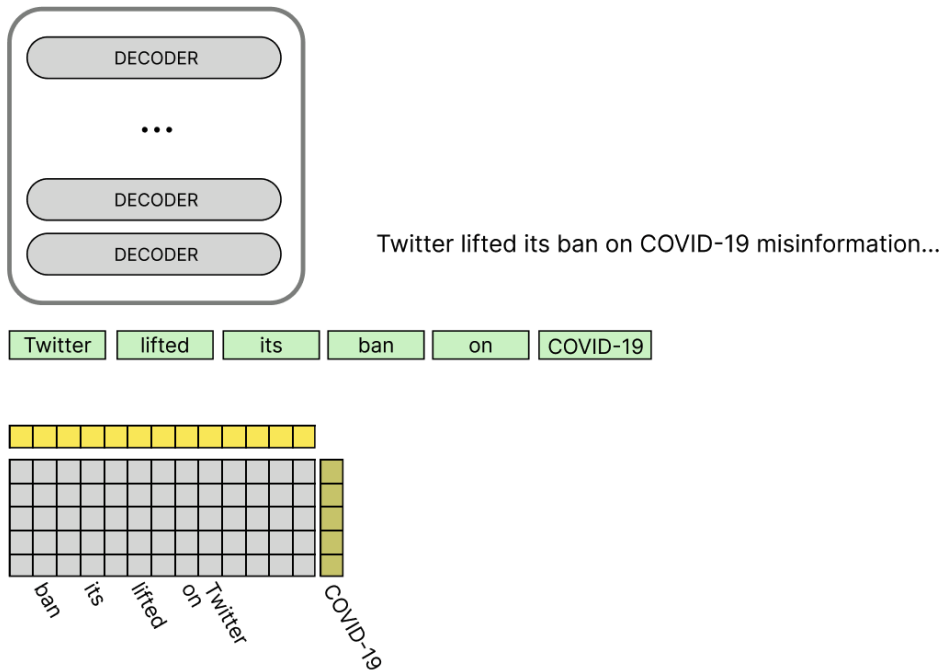 DECODER
...
DECODER
DECODER
Twitter lifted its ban on COVID-19 misinformation...
Twitter lifted its ban on COVID-19
ban its lifted on Twitter COVID-19